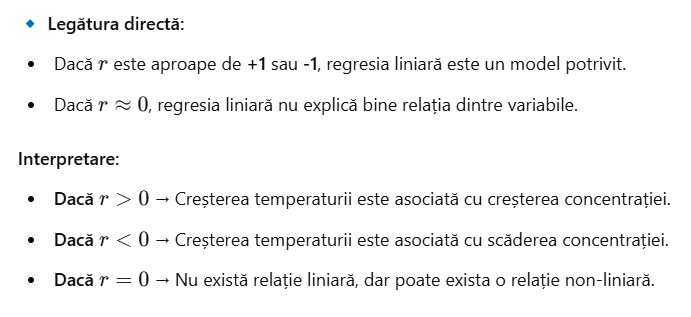 🔹 Legătura directă:
• Dacă r este aproape de +1 sau -1, regresia liniară este un model potrivit.
• Dacă r ≈ 0, regresia liniară nu explică bine relația dintre variabile.
Interpretare:
• Dacă r > 0 → Creșterea temperaturii este asociată cu creșterea concentrației.
• Dacă r < 0 → Creșterea temperaturii este asociată cu scăderea concentrației.
• Dacă r = 0 → Nu există relație liniară, dar poate exista o relație non-liniară.